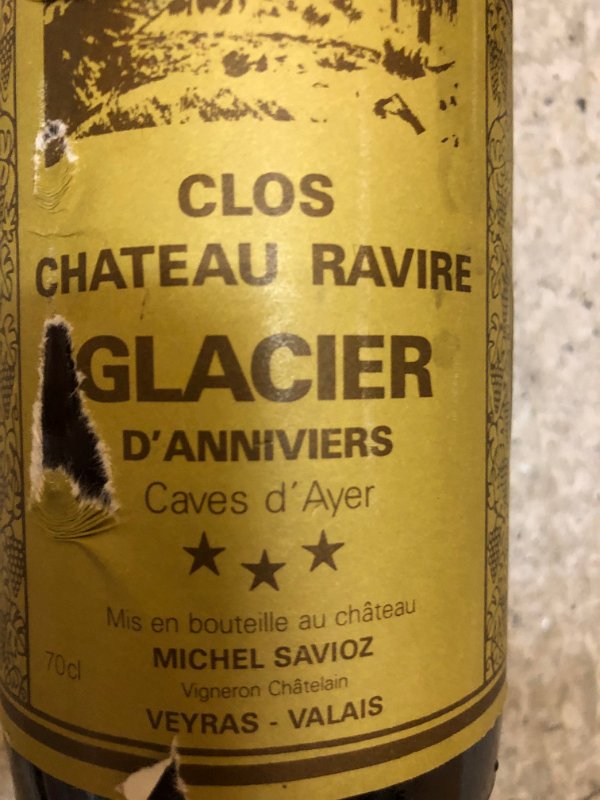 CLOS
CHATEAU RAVIRE
GLACIER
D'ANNIVIERS
Caves d'Ayer
Mis en bouteille au château
70cl
MICHEL SAVIOZ
Vigneron Châtelain
VEYRAS - VALAIS